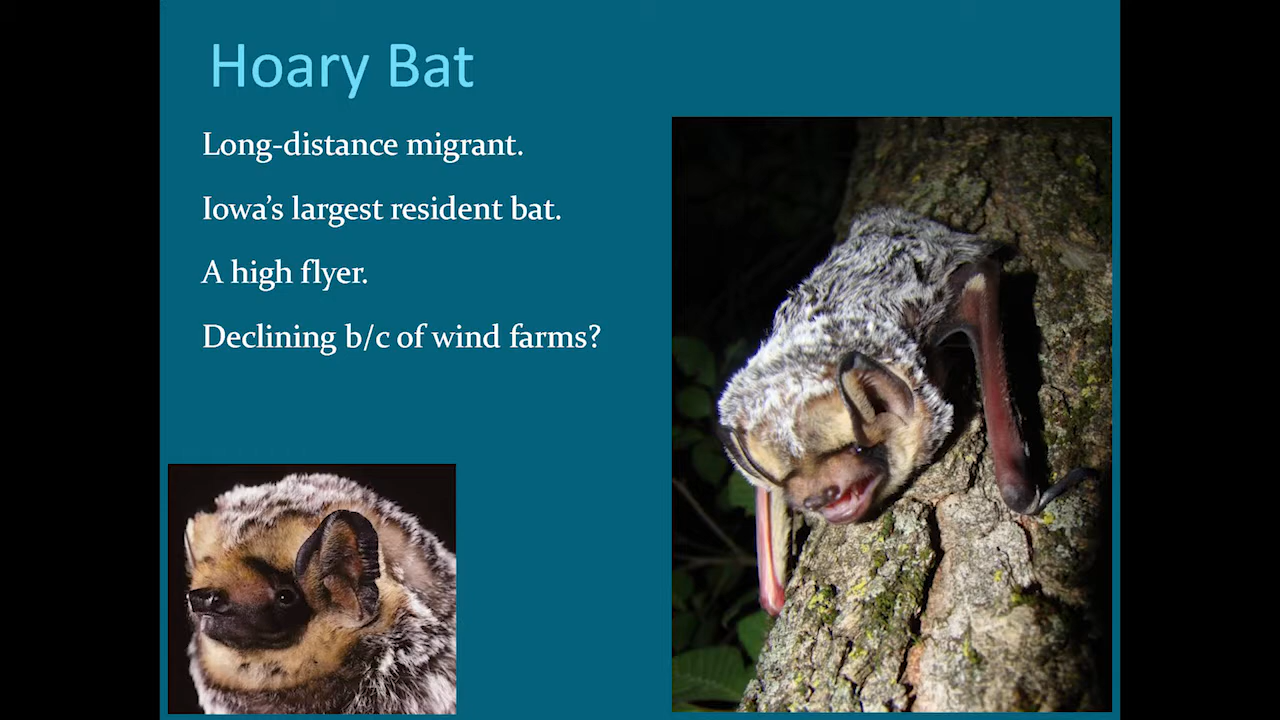 Hoary Bat
Long-distance migrant.
Iowa’s largest resident bat.
A high flyer.
Declining b/c of wind farms?